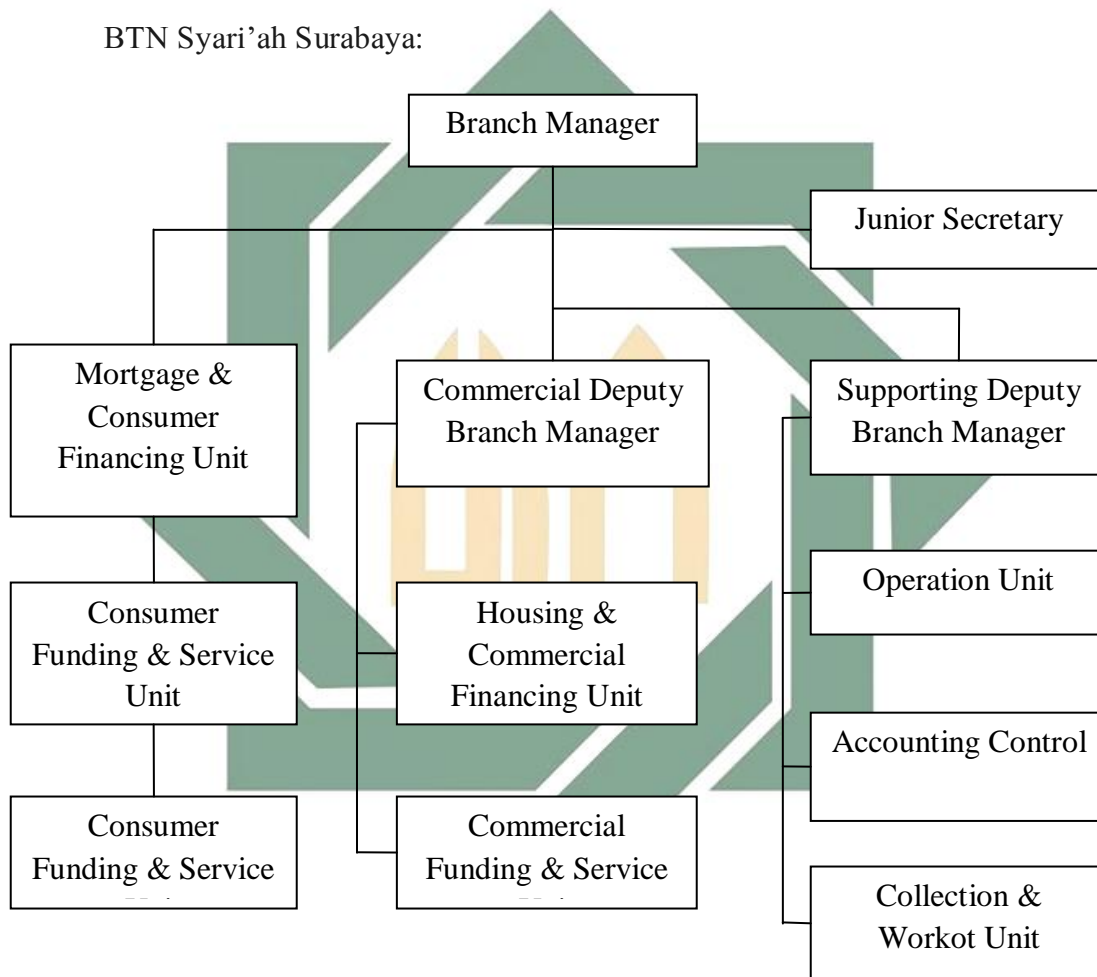 BTN Syari’ah Surabaya:
Branch Manager
Junior Secretary
Mortgage &
Consumer
Financing Unit
Commercial Deputy
Branch Manager
Supporting Deputy
Branch Manager
Consumer
Funding & Service
Unit
Housing &
Commercial
Financing Unit
Operation Unit
Accounting Control
Consumer
Funding & Service
Commercial
Funding & Service
Collection &
Workot Unit